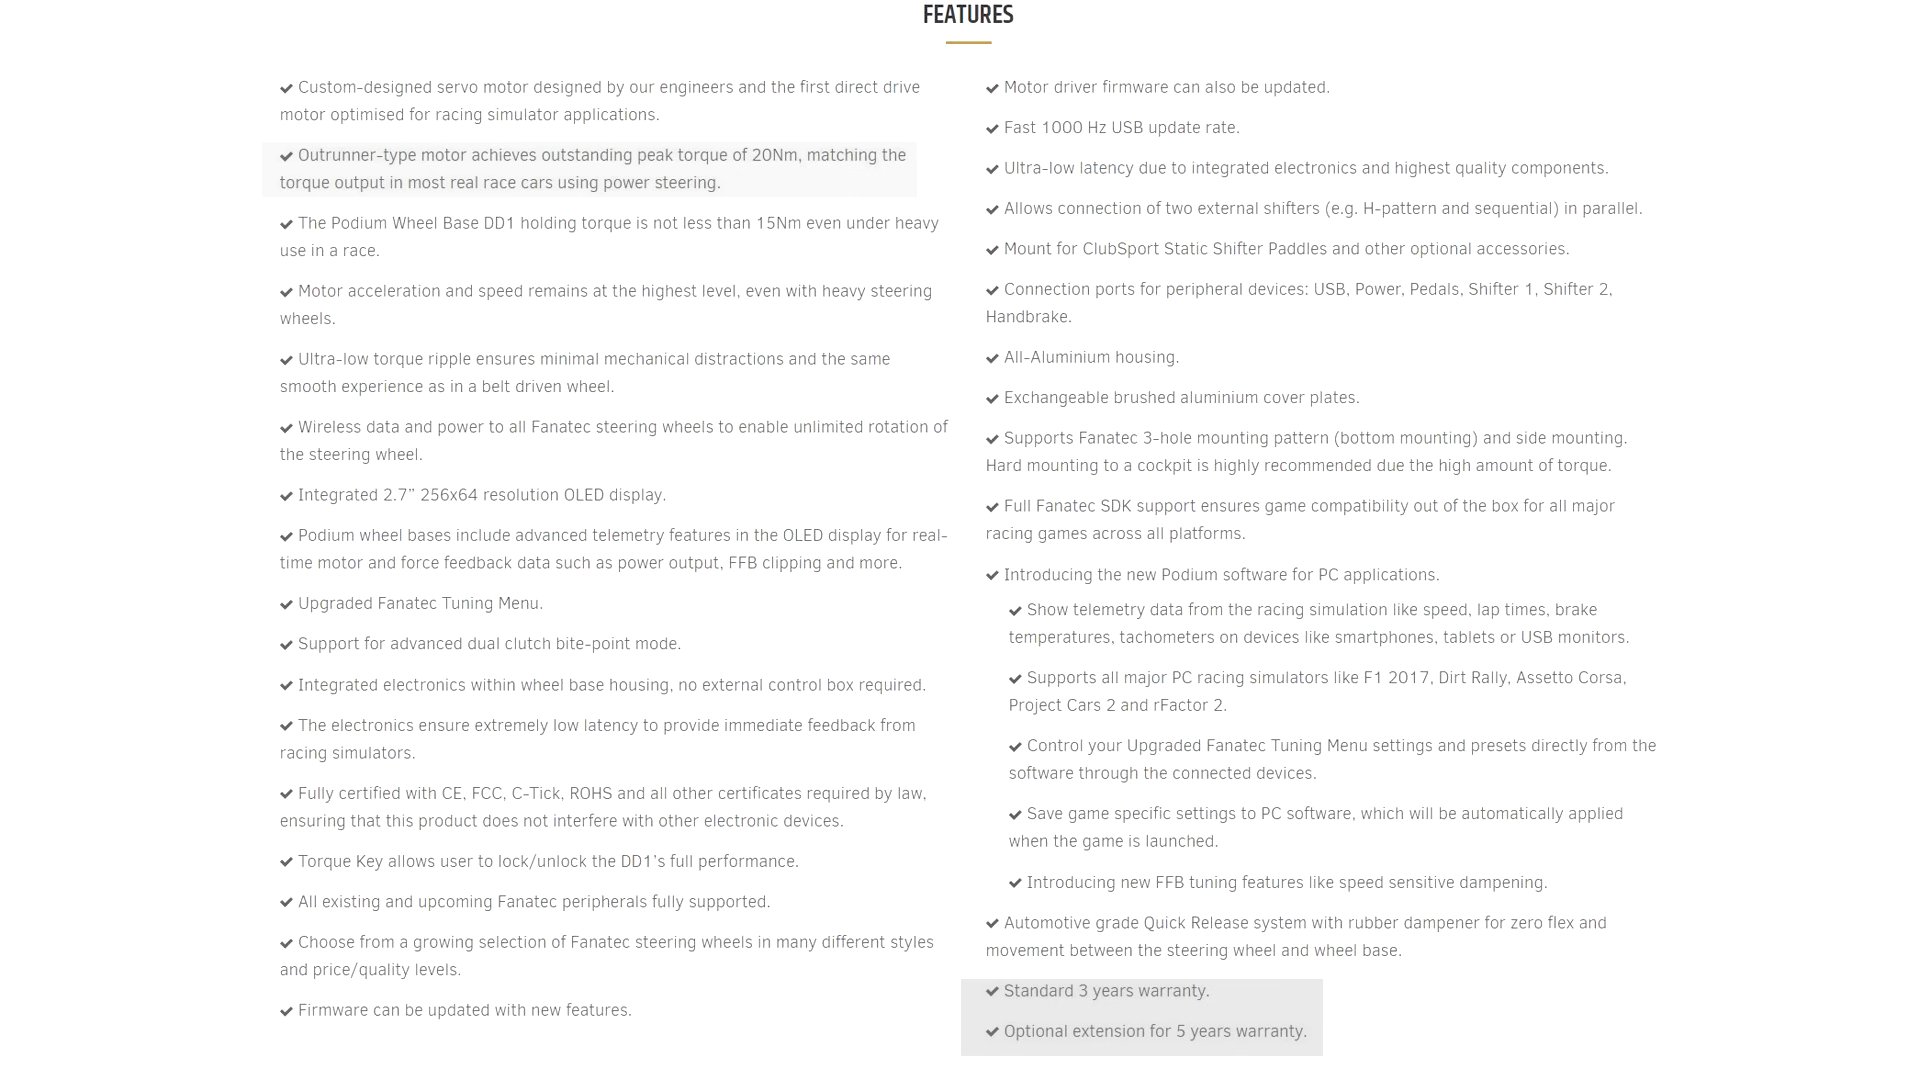 FEATURES
✔ Custom-designed servo motor designed by our engineers and the first direct drive
motor optimised for racing simulator applications.
✔ Outrunner-type motor achieves outstanding peak torque of 20Nm, matching the
torque output in most real race cars using power steering.
✔ The Podium Wheel Base DD1 holding torque is not less than 15Nm even under heavy
use in a race.
✔ Motor acceleration and speed remains at the highest level, even with heavy steering
wheels.
✔ Ultra-low torque ripple ensures minimal mechanical distractions and the same
smooth experience as in a belt driven wheel.
✔ Wireless data and power to all Fanatec steering wheels to enable unlimited rotation of
the steering wheel.
✔ Integrated 2.7” 256x64 resolution OLED display.
✔ Podium wheel bases include advanced telemetry features in the OLED display for real-
time motor and force feedback data such as power output, FFB clipping and more.
✔ Upgraded Fanatec Tuning Menu.
✔ Support for advanced dual clutch bite-point mode.
✔ Integrated electronics within wheel base housing, no external control box required.
✔ The electronics ensure extremely low latency to provide immediate feedback from
racing simulators.
✔ Fully certified with CE, FCC, C-Tick, ROHS and all other certificates required by law,
ensuring that this product does not interfere with other electronic devices.
✔ Torque Key allows user to lock/unlock the DD1’s full performance.
✔ All existing and upcoming Fanatec peripherals fully supported.
✔ Choose from a growing selection of Fanatec steering wheels in many different styles
and price/quality levels.
✔ Firmware can be updated with new features.
✔ Motor driver firmware can also be updated.
✔ Fast 1000 Hz USB update rate.
✔ Ultra-low latency due to integrated electronics and highest quality components.
✔ Allows connection of two external shifters (e.g. H-pattern and sequential) in parallel.
✔ Mount for ClubSport Static Shifter Paddles and other optional accessories.
✔ Connection ports for peripheral devices: USB, Power, Pedals, Shifter 1, Shifter 2,
Handbrake.
✔ All-Aluminium housing.
✔ Exchangeable brushed aluminium cover plates.
✔ Supports Fanatec 3-hole mounting pattern (bottom mounting) and side mounting.
Hard mounting to a cockpit is highly recommended due the high amount of torque.
✔ Full Fanatec SDK support ensures game compatibility out of the box for all major
racing games across all platforms.
✔ Introducing the new Podium software for PC applications.
✔ Show telemetry data from the racing simulation like speed, lap times, brake
temperatures, tachometers on devices like smartphones, tablets or USB monitors.
✔ Supports all major PC racing simulators like F1 2017, Dirt Rally, Assetto Corsa,
Project Cars 2 and rFactor 2.
✔ Control your Upgraded Fanatec Tuning Menu settings and presets directly from the
software through the connected devices.
✔ Save game specific settings to PC software, which will be automatically applied
when the game is launched.
✔ Introducing new FFB tuning features like speed sensitive dampening.
✔ Automotive grade Quick Release system with rubber dampener for zero flex and
movement between the steering wheel and wheel base.
✔ Standard 3 years warranty.
✔ Optional extension for 5 years warranty.